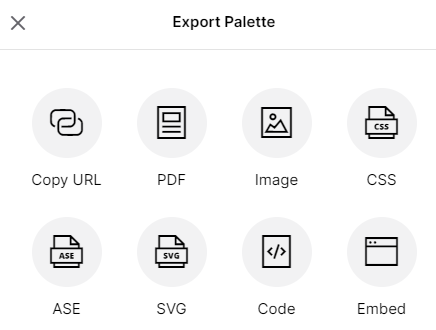 Export Palette
Copy URL PDF Image CSS
CSS
ASE SVG
ASE SVG Code Embed